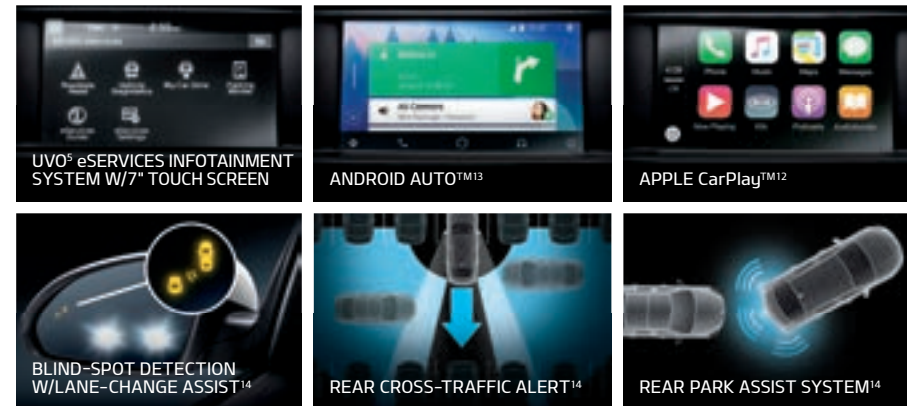 Phone
Music
Maps
Messages
Now Playing
Kia
Podcasts
Audiobooks
UVO⁵ eSERVICES INFOTAINMENT
SYSTEM W/7" TOUCH SCREEN
ANDROID AUTO™¹³
APPLE CarPlay™¹²
BLIND-SPOT DETECTION
W/LANE-CHANGE ASSIST¹⁴
REAR CROSS-TRAFFIC ALERT¹⁴
REAR PARK ASSIST SYSTEM¹⁴